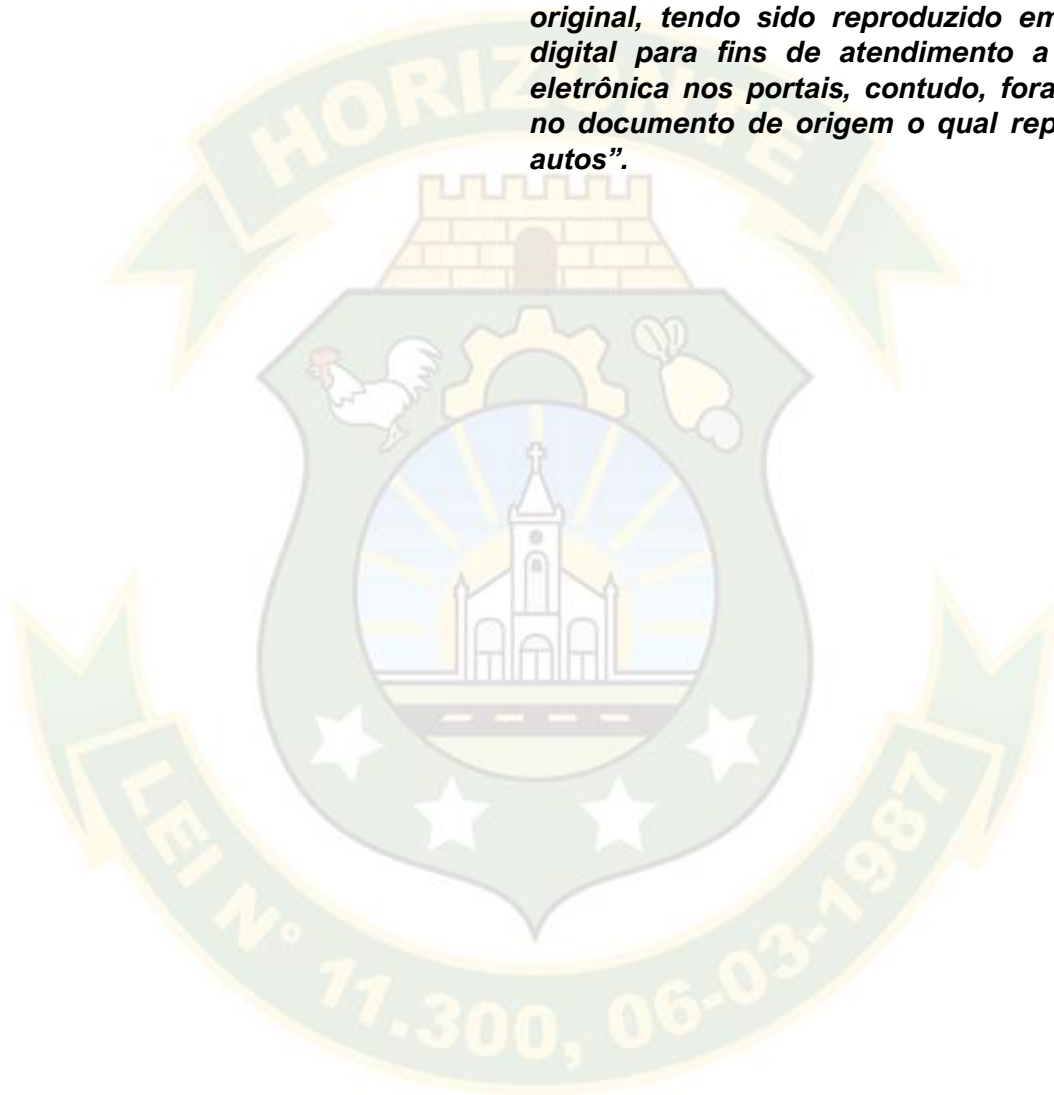 original, tendo sido reproduzido em
digital para fins de atendimento a
eletrônica nos portais, contudo, fora
no documento de origem o qual rep
autos”.
HORIZONTE
LEI N° 11.300, 06-03-1987